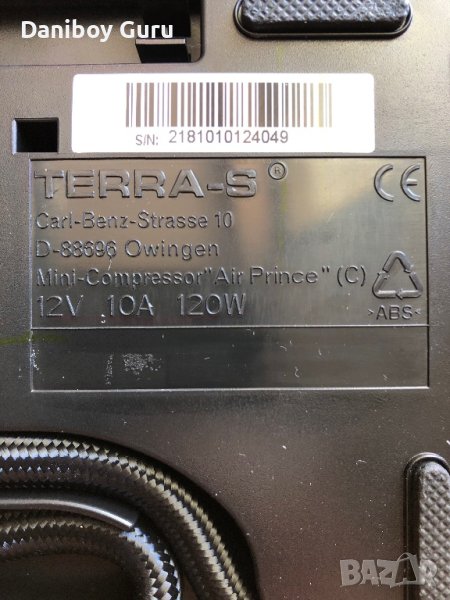 Daniboy Guru
S/N: 2181010124049
TERRA-S®
Carl-Benz-Strasse 10
D-88696 Owingen
Mini-Compressor "Air Prince" (C)
12V 10A 120W
CE
>ABS<
BAZAR